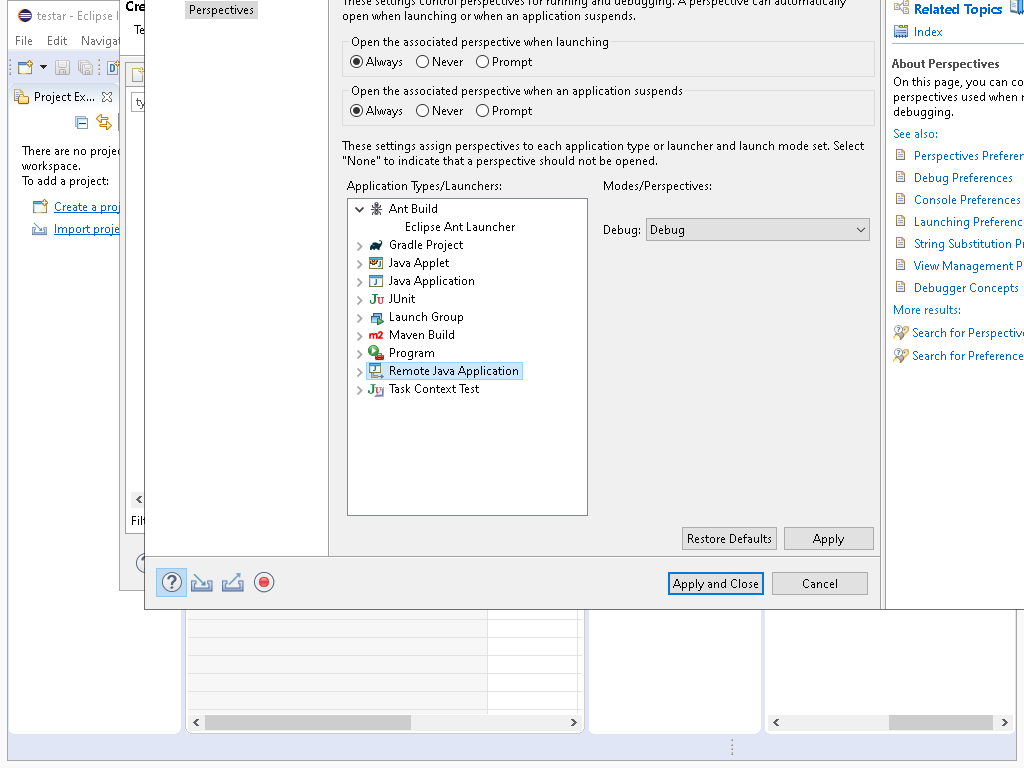 testar - Eclipse I
File Edit Naviga
Project Ex...
There are no proje
workspace.
To add a project:
Create a proj
Import proje
Cre
Te
ty
Filt
Perspectives
These settings control perspectives for running and debugging. A perspective can automatically
open when launching or when an application suspends.
Open the associated perspective when launching
Always Never Prompt
Open the associated perspective when an application suspends
Always Never Prompt
These settings assign perspectives to each application type or launcher and launch mode set. Select
"None" to indicate that a perspective should not be opened.
Application Types/Launchers:
Modes/Perspectives:
Ant Build
Eclipse Ant Launcher
Gradle Project
Java Applet
Java Application
JUnit
Launch Group
Maven Build
Program
Remote Java Application
Task Context Test
Debug: Debug
Restore Defaults Apply
Apply and Close Cancel
Related Topics
Index
About Perspectives
On this page, you can co
perspectives used when r
debugging.
See also:
Perspectives Preferen
Debug Preferences
Console Preferences
Launching Preferenc
String Substitution P
View Management P
Debugger Concepts
More results:
Search for Perspective
Search for Preference